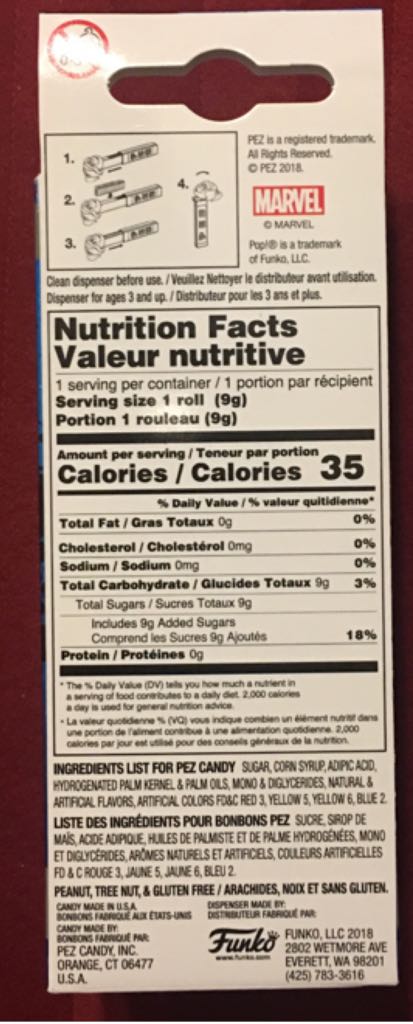 0-3
PEZ is a registered trademark.
All Rights Reserved.
© PEZ 2018.
1.
2.
3.
4.
MARVEL
© MARVEL
Pop!® is a trademark
of Funko, LLC.
Clean dispenser before use. / Veuillez Nettoyer le distributeur avant utilisation.
Dispenser for ages 3 and up. / Distributeur pour les 3 ans et plus.
Nutrition Facts
Valeur nutritive
1 serving per container / 1 portion par récipient
Serving size 1 roll (9g)
Portion 1 rouleau (9g)
Amount per serving / Teneur par portion
Calories / Calories 35
% Daily Value / % valeur quitidienne*
Total Fat / Gras Totaux 0g 0%
Cholesterol / Cholestérol 0mg 0%
Sodium / Sodium 0mg 0%
Total Carbohydrate / Glucides Totaux 9g 3%
Total Sugars / Sucres Totaux 9g
Includes 9g Added Sugars
Comprend les Sucres 9g Ajoutés 18%
Protein / Protéines 0g
* The % Daily Value (DV) tells you how much a nutrient in
a serving of food contributes to a daily diet. 2,000 calories
a day is used for general nutrition advice.
* La valeur quotidienne % (VQ) vous indique combien un élément nutritif dans
une portion de l'aliment contribue à une alimentation quotidienne. 2,000
calories par jour est utilisé pour des conseils généraux de la nutrition.
INGREDIENTS LIST FOR PEZ CANDY SUGAR, CORN SYRUP, ADIPIC ACID,
HYDROGENATED PALM KERNEL & PALM OILS, MONO & DIGLYCERIDES, NATURAL &
ARTIFICIAL FLAVORS, ARTIFICIAL COLORS FD&C RED 3, YELLOW 5, YELLOW 6, BLUE 2.
LISTE DES INGRÉDIENTS POUR BONBONS PEZ SUCRE, SIROP DE
MAÏS, ACIDE ADIPIQUE, HUILES DE PALMISTE ET DE PALME HYDROGÉNÉES, MONO
ET DIGLYCÉRIDES, ARÔMES NATURELS ET ARTIFICIELS, COULEURS ARTIFICIELLES
FD & C ROUGE 3, JAUNE 5, JAUNE 6, BLEU 2.
PEANUT, TREE NUT, & GLUTEN FREE / ARACHIDES, NOIX ET SANS GLUTEN.
CANDY MADE IN U.S.A.
BONBONS FABRIQUÉ AUX ÉTATS-UNIS
CANDY MADE BY:
BONBONS FABRIQUÉ PAR:
PEZ CANDY, INC.
ORANGE, CT 06477
U.S.A.
DISPENSER MADE BY:
DISTRIBUTEUR FABRIQUÉ PAR:
Funko
www.funko.com
FUNKO, LLC 2018
2802 WETMORE AVE
EVERETT, WA 98201
(425) 783-3616